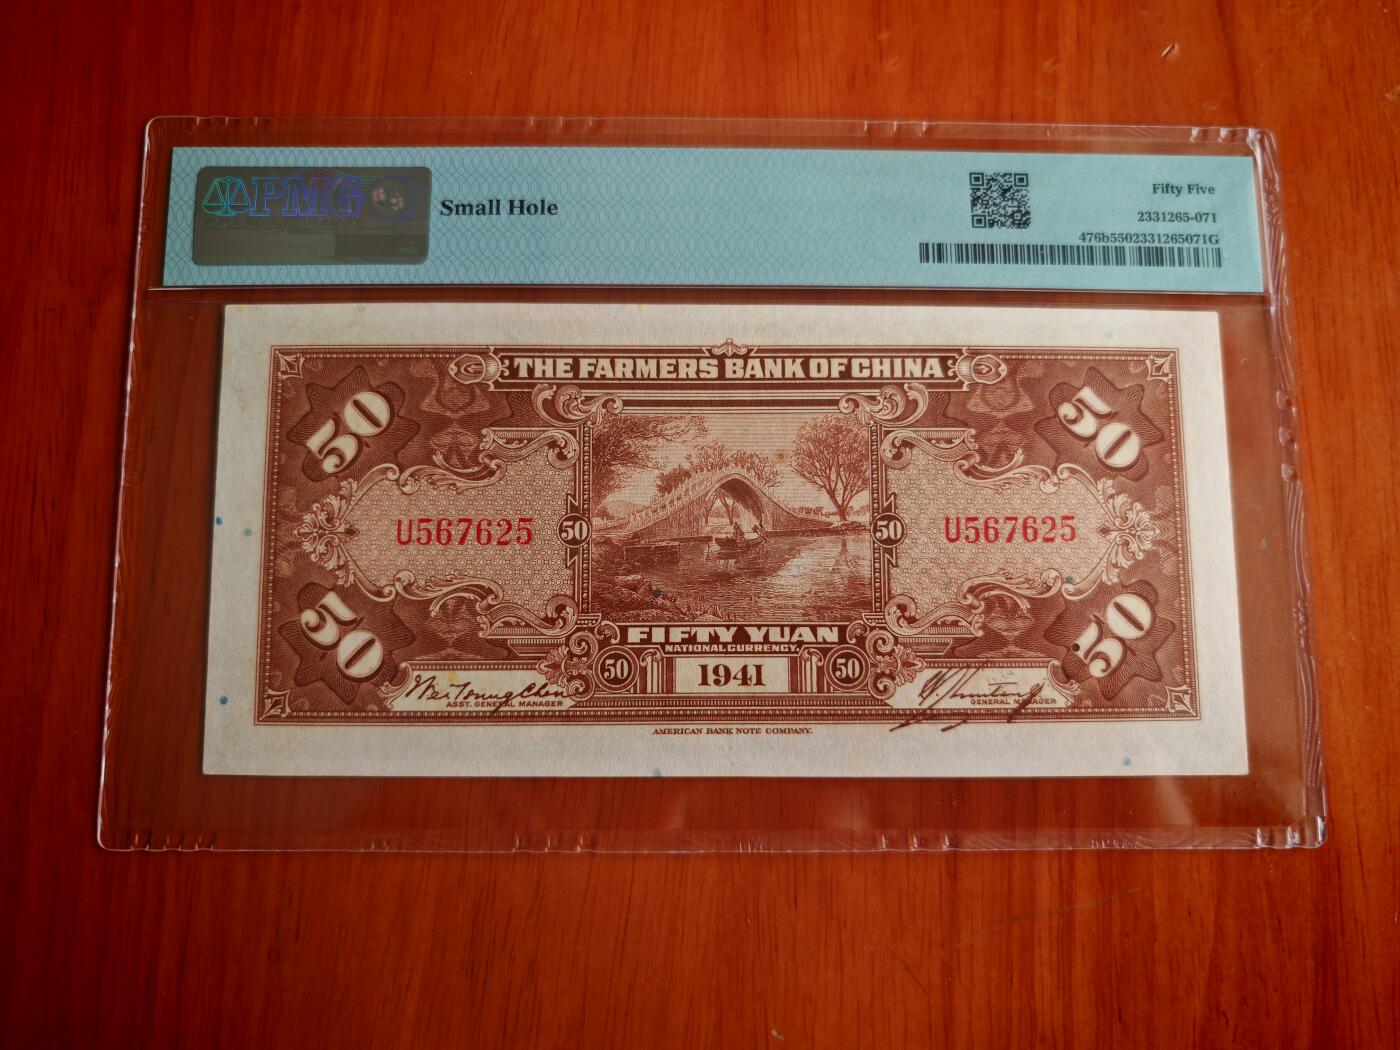 PMG
Small Hole
Fifty Five
2331265-071
476b5502331265071G
THE FARMERS BANK OF CHINA
50
50
U567625
50
50
U567625
50
50
FIFTY YUAN
NATIONAL CURRENCY.
50
1941
50
ASST. GENERAL MANAGER
GENERAL MANAGER
AMERICAN BANK NOTE COMPANY.